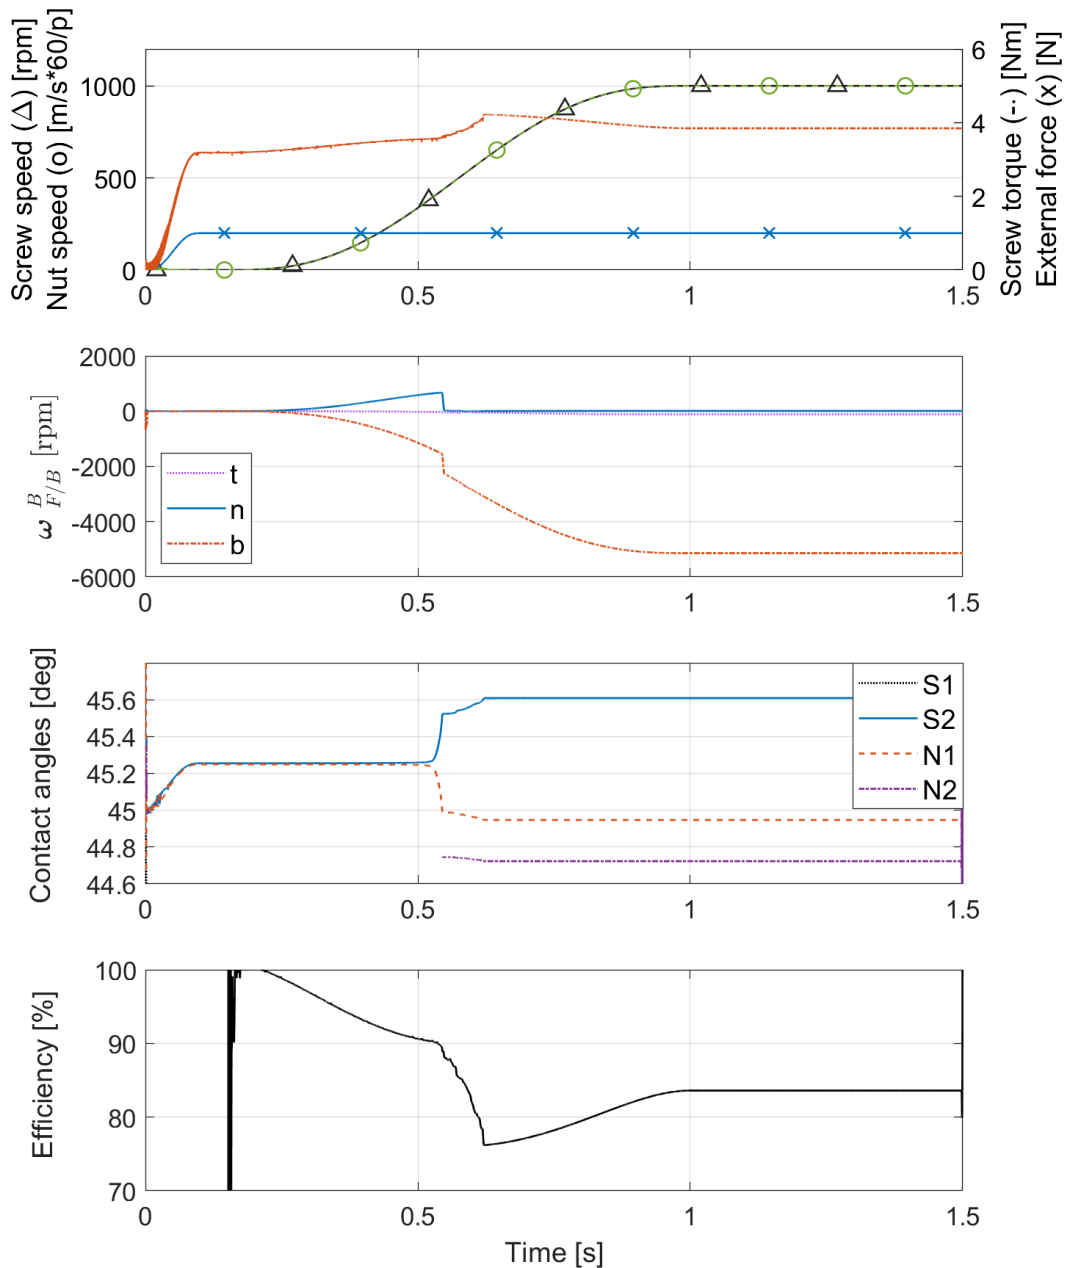 Screw speed (Δ) [rpm]
Nut speed (o) [m/s*60/p]
1000
500
0
6
4
2
0
Screw torque (-·) [Nm]
External force (x) [N]
0
0.5
1
1.5
ω B F/B [rpm]
2000
0
-2000
-4000
-6000
t
n
b
0
0.5
1
1.5
Contact angles [deg]
45.6
45.4
45.2
45
44.8
44.6
S1
S2
N1
N2
0
0.5
1
1.5
Efficiency [%]
100
90
80
70
0
0.5
1
1.5
Time [s]